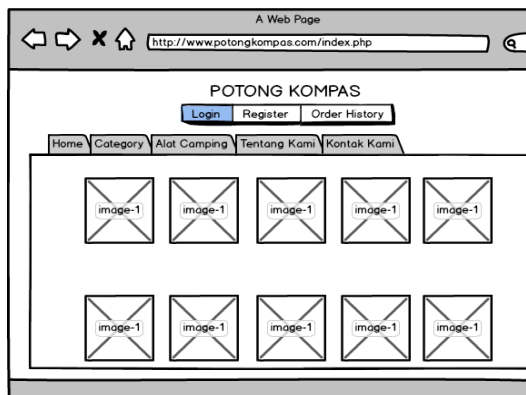 A Web Page
http://www.potongkompas.com/index.php
POTONG KOMPAS
Login Register Order History
Home Category Alat Camping Tentang Kami Kontak Kami
image-1 image-1 image-1 image-1 image-1
image-1 image-1 image-1 image-1 image-1